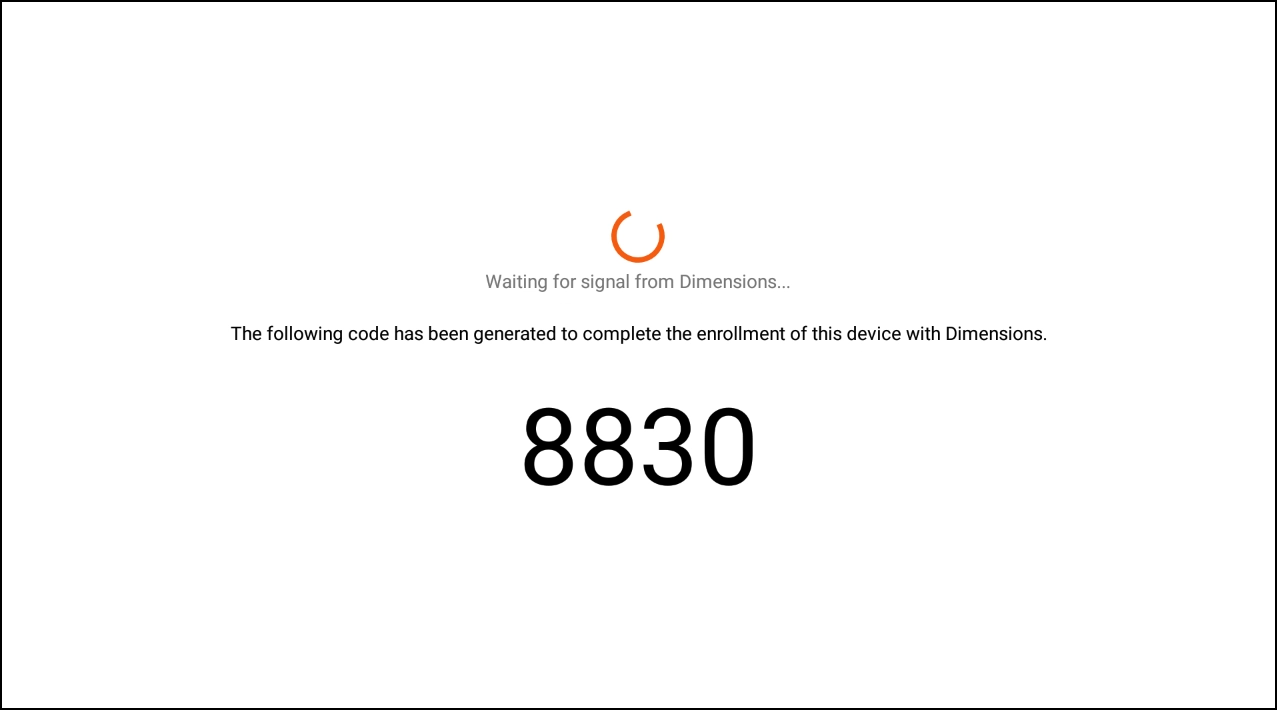 Waiting for signal from Dimensions...
The following code has been generated to complete the enrollment of this device with Dimensions.
8830